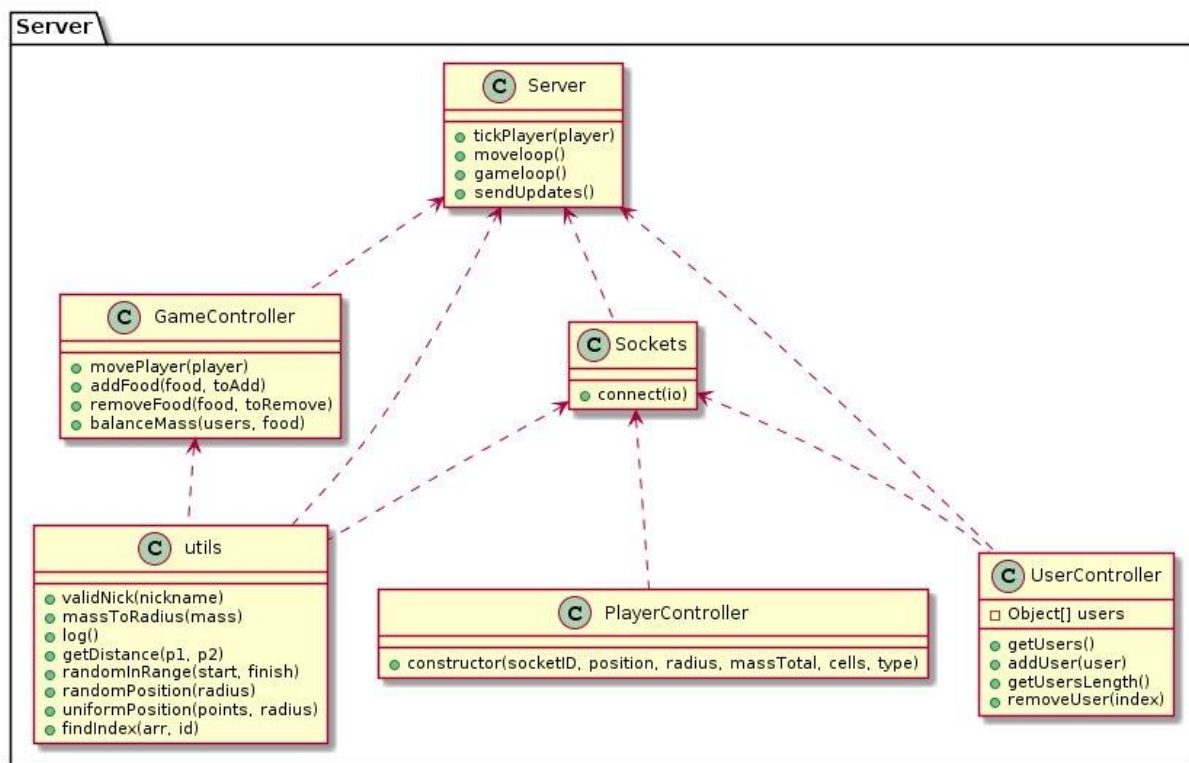 Server
C Server
tickPlayer(player)
moveloop()
gameloop()
sendUpdates()
C GameController
movePlayer(player)
addFood(food, toAdd)
removeFood(food, toRemove)
balanceMass(users, food)
C Sockets
connect(io)
C utils
validNick(nickname)
massToRadius(mass)
log()
getDistance(p1, p2)
randomInRange(start, finish)
randomPosition(radius)
uniformPosition(points, radius)
findIndex(arr, id)
C PlayerController
constructor(socketID, position, radius, massTotal, cells, type)
C UserController
Object[] users
getUsers()
addUser(user)
getUsersLength()
removeUser(index)